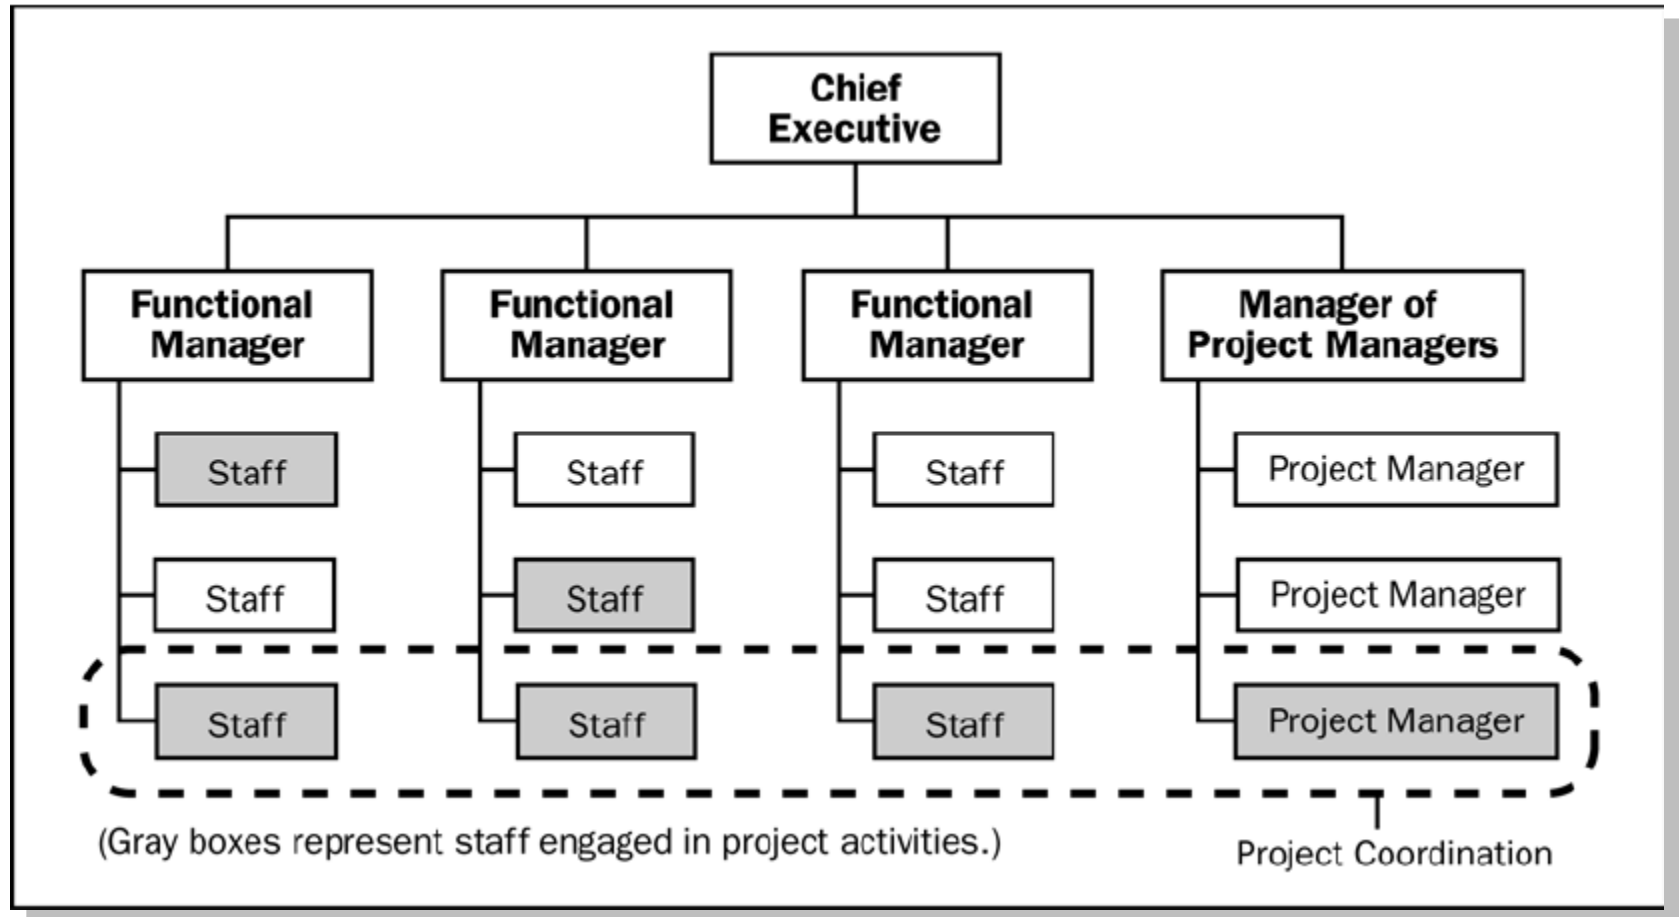 Chief
Executive
Functional
Manager
Functional
Manager
Functional
Manager
Manager of
Project Managers
Staff
Staff
Staff
Project Manager
Staff
Staff
Staff
Project Manager
Staff
Staff
Staff
Project Manager
(Gray boxes represent staff engaged in project activities.)
Project Coordination